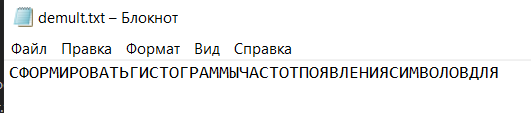 demult.txt – Блокнот
Файл Правка Формат Вид Справка
СФОРМИРОВАТЬГИСТОГРАММЫЧАСТОТПОЯВЛЕНИЯСИМВОЛОВДЛЯ